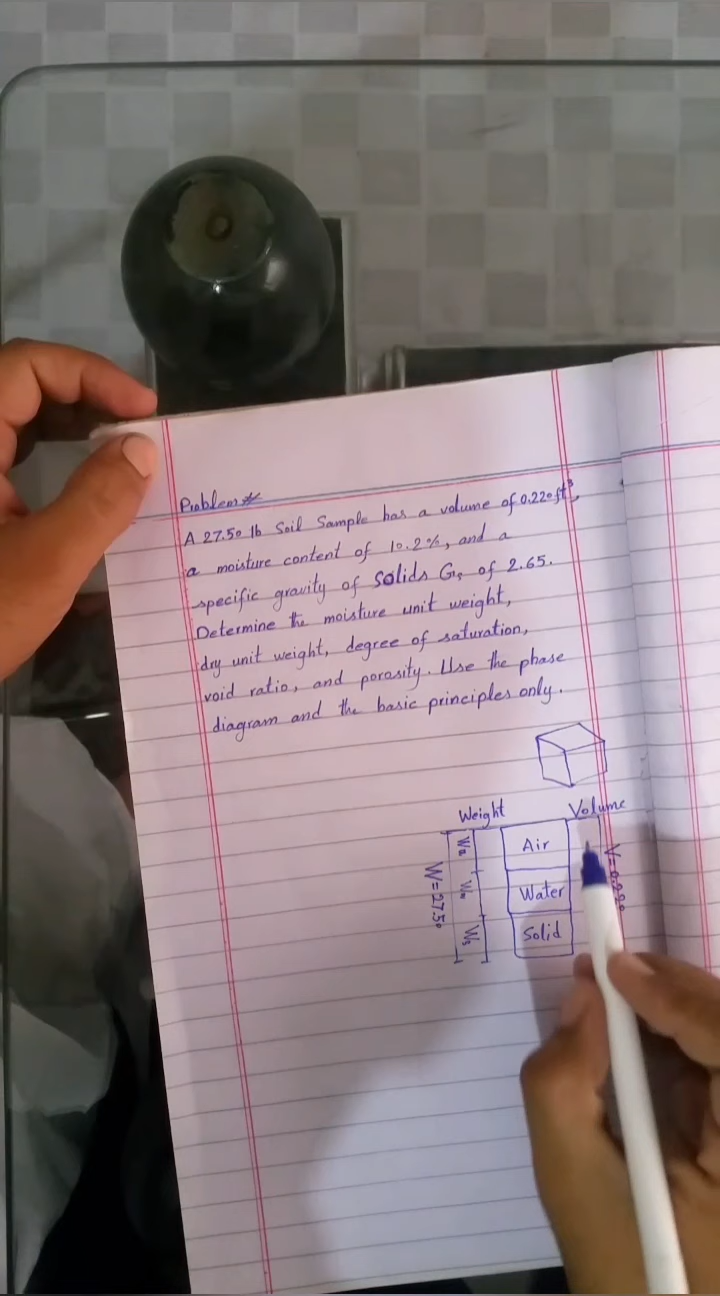 Problem #
A 27.50 lb Soil Sample has a volume of 0.220 ft³,
a moisture content of 10.2%, and a
specific gravity of Solids Gs of 2.65.
Determine the moisture unit weight,
dry unit weight, degree of saturation,
void ratio, and porosity. Use the phase
diagram and the basic principles only.
Weight Volume
Wa Air
Ww Water
Ws Solid
W=27.50
V=0.220